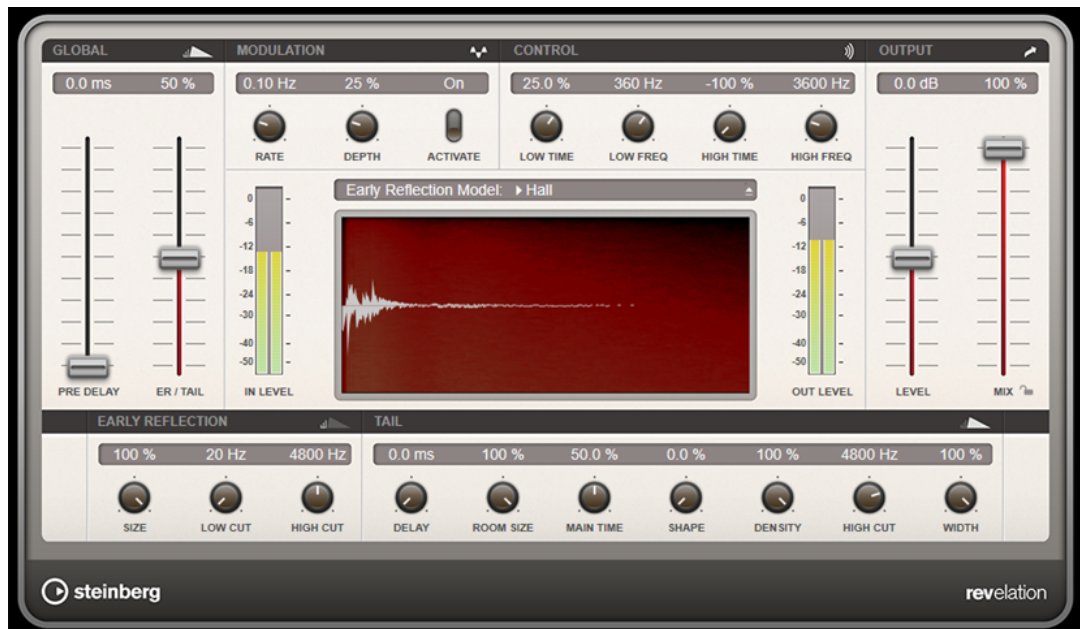 GLOBAL MODULATION CONTROL OUTPUT
0.0 ms 50 % 0.10 Hz 25 % On 25.0 % 360 Hz -100 % 3600 Hz 0.0 dB 100 %
RATE DEPTH ACTIVATE LOW TIME LOW FREQ HIGH TIME HIGH FREQ
Early Reflection Model: Hall
0 0
-6 -6
-12 -12
-18 -18
-24 -24
-30 -30
-40 -40
-50 -50
PRE DELAY ER / TAIL IN LEVEL OUT LEVEL LEVEL MIX
EARLY REFLECTION TAIL
100 % 20 Hz 4800 Hz 0.0 ms 100 % 50.0 % 0.0 % 100 % 4800 Hz 100 %
SIZE LOW CUT HIGH CUT DELAY ROOM SIZE MAIN TIME SHAPE DENSITY HIGH CUT WIDTH
steinberg revelation